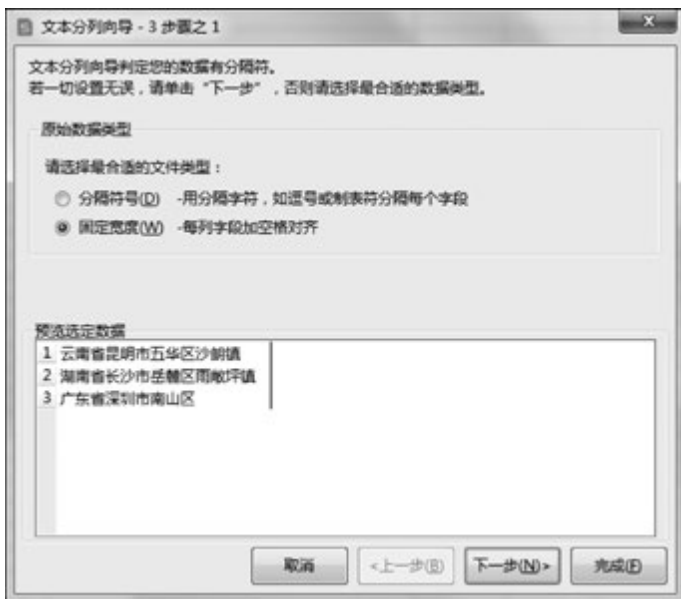 文本分列向导 - 3 步骤之 1
文本分列向导判定您的数据有分隔符。
若一切设置无误，请单击“下一步”，否则请选择最合适的数据类型。
原始数据类型
请选择最合适的文件类型：
分隔符号(D) -用分隔字符，如逗号或制表符分隔每个字段
固定宽度(W) -每列字段加空格对齐
预览选定数据
1 云南省昆明市五华区沙朗镇
2 湖南省长沙市岳麓区雨敞坪镇
3 广东省深圳市南山区
取消 <上一步(B) 下一步(N)> 完成(F)